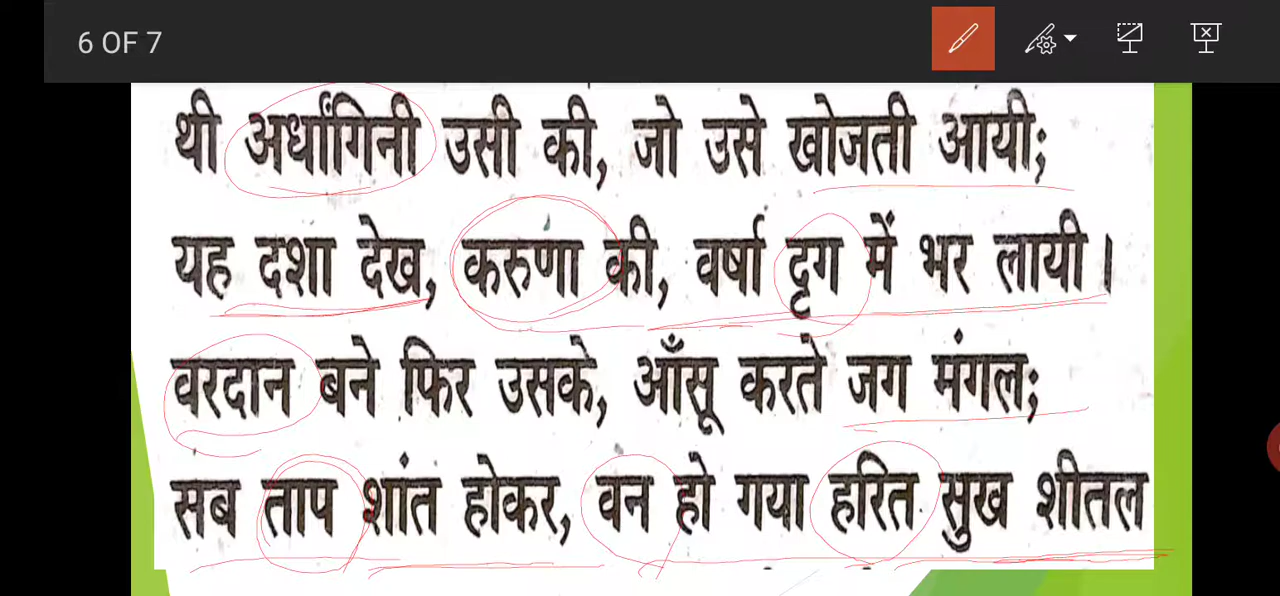 6 OF 7
थी अर्धांगिनी उसी की, जो उसे खोजती आयी;
यह दशा देख, करुणा की, वर्षा दृग में भर लायी।
वरदान बने फिर उसके, आँसू करते जग मंगल;
सब ताप शांत होकर, वन हो गया हरित सुख शीतल